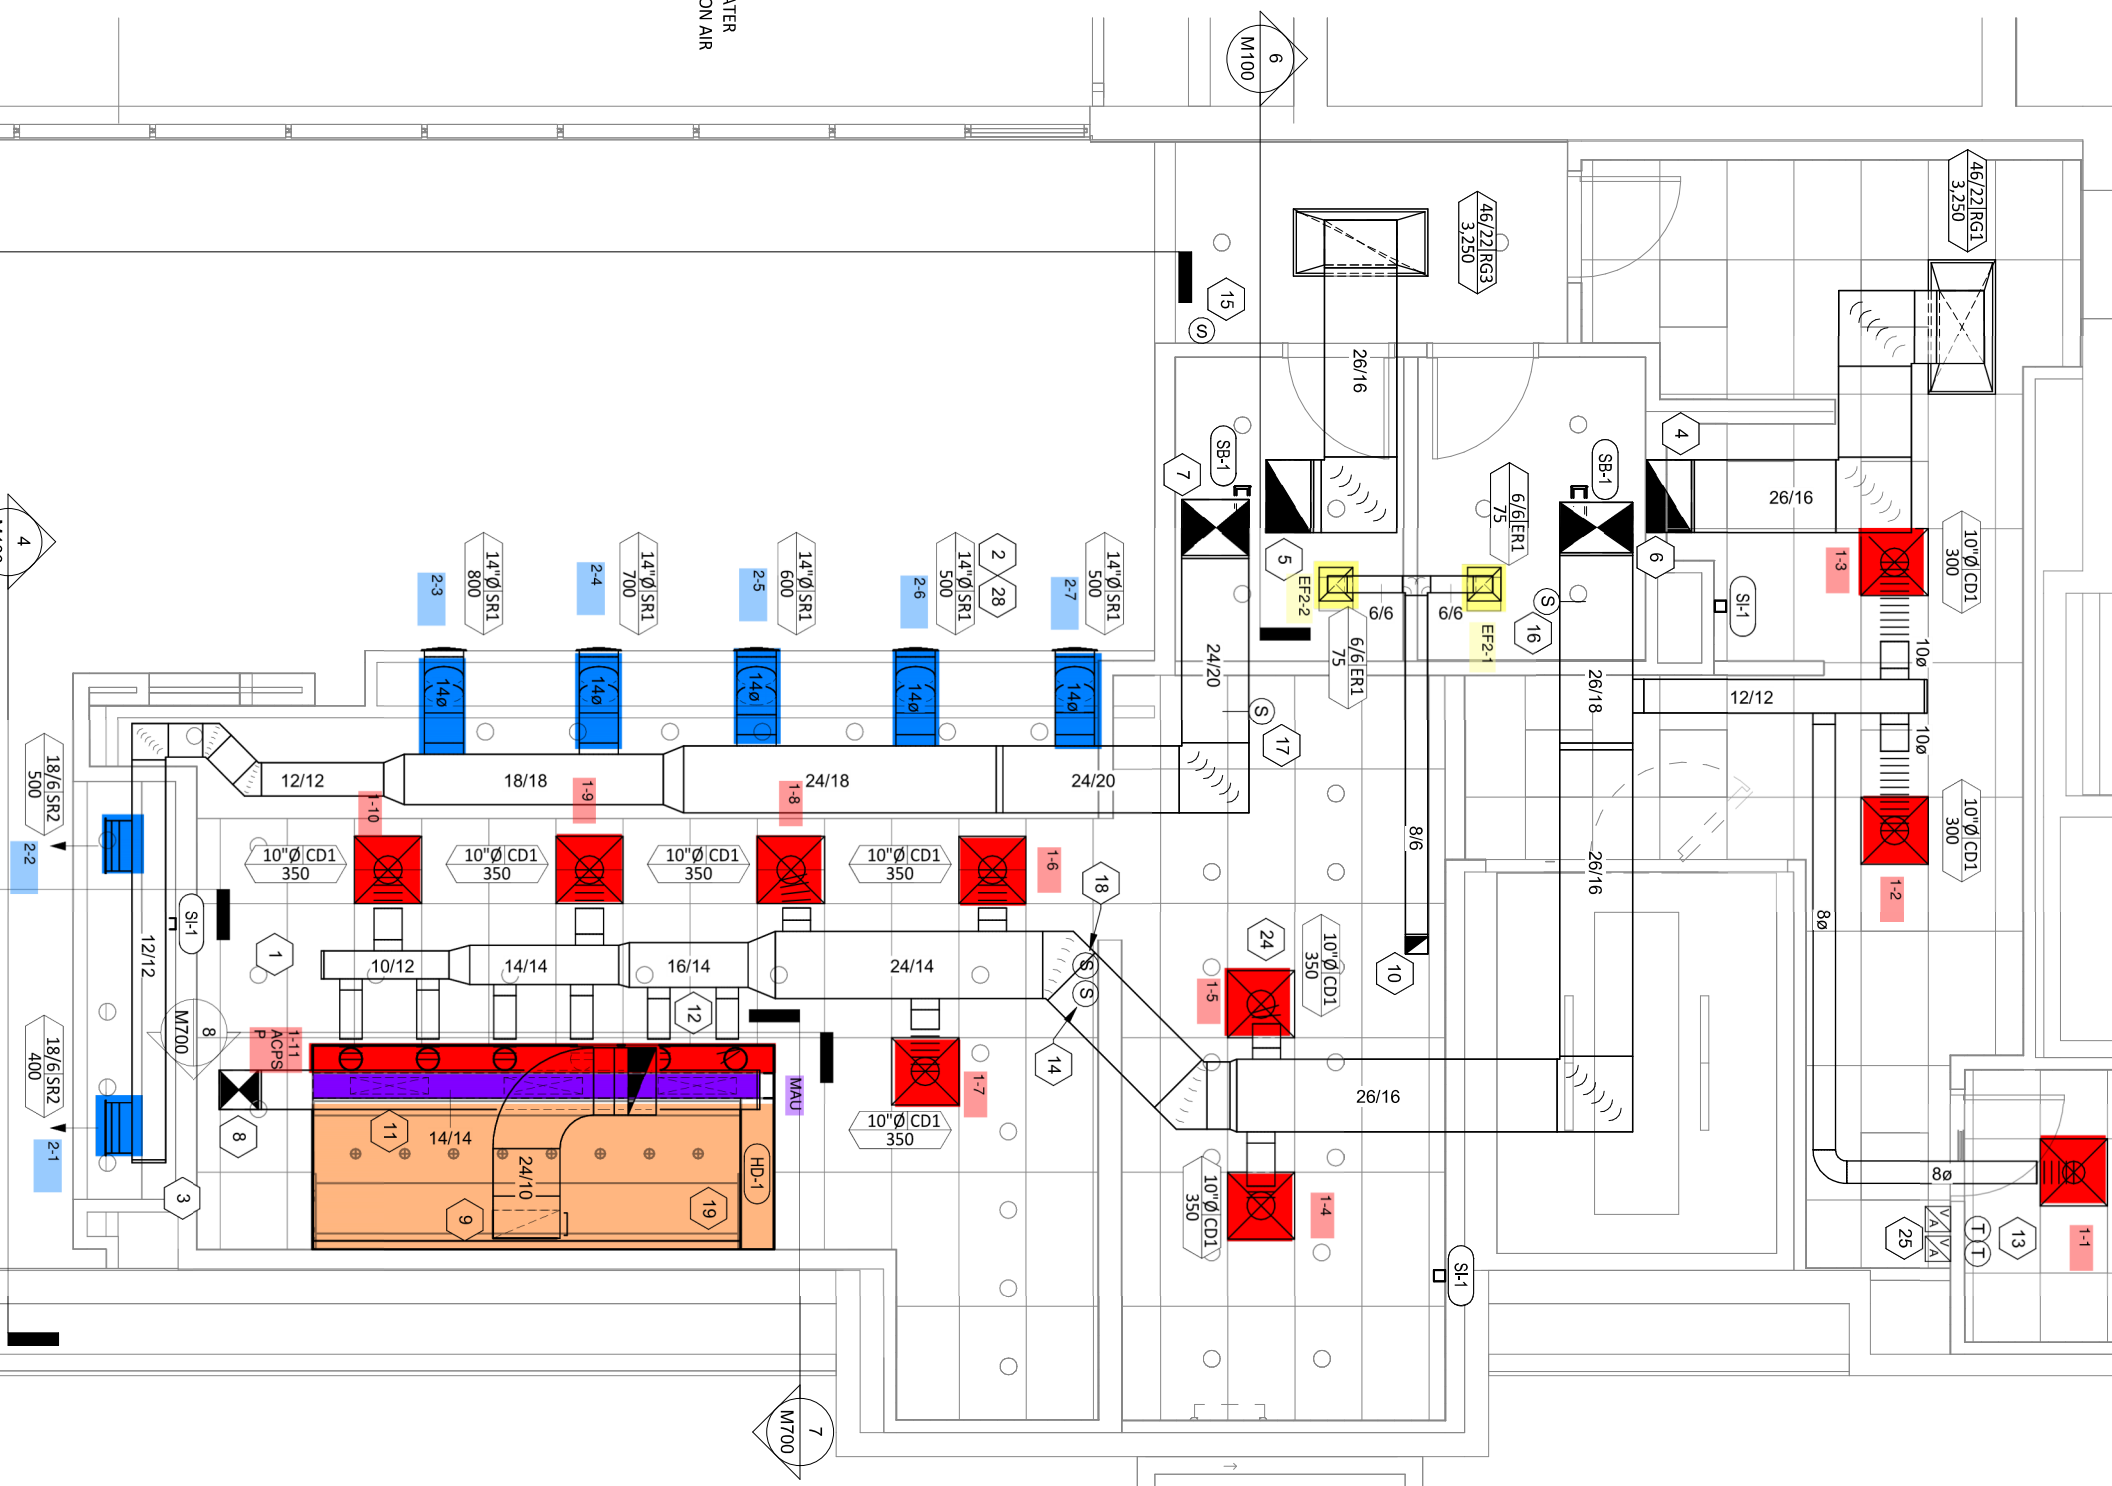 ATER
ON AIR
6
M100
46/22 RG3
3,250
46/22 RG1
3,250
15
S
26/16
SB-1
7
5
6/6 ER1
75
SB-1
4
6
26/16
10"Ø CD1
300
1-3
SI-1
4
14"Ø SR1
800
2-3
14"Ø SR1
700
2-4
14"Ø SR1
600
2-5
14"Ø SR1
500
2-6
2
28
14"Ø SR1
500
2-7
EF2-2
6/6
6/6
EF2-1
S
16
6/6 ER1
75
24/20
S
17
26/18
12/12
10ø
10ø
14ø
14ø
14ø
14ø
14ø
12/12
18/18
24/18
24/20
18/6 SR2
500
2-2
1-10
1-9
1-8
10"Ø CD1
350
10"Ø CD1
350
10"Ø CD1
350
10"Ø CD1
350
1-6
18
8/6
26/16
10"Ø CD1
300
1-2
8ø
SI-1
12/12
1
10/12
14/14
16/14
24/14
12
S
S
14
24
10"Ø CD1
350
1-5
10
8
M700
18/6 SR2
400
2-1
1-11
ACPS
P
MAU
1-7
10"Ø CD1
350
26/16
8
11
14/14
24/10
9
19
HD-1
3
10"Ø CD1
350
1-4
SI-1
8ø
25
V
A
V
A
T
T
13
1-1
7
M700